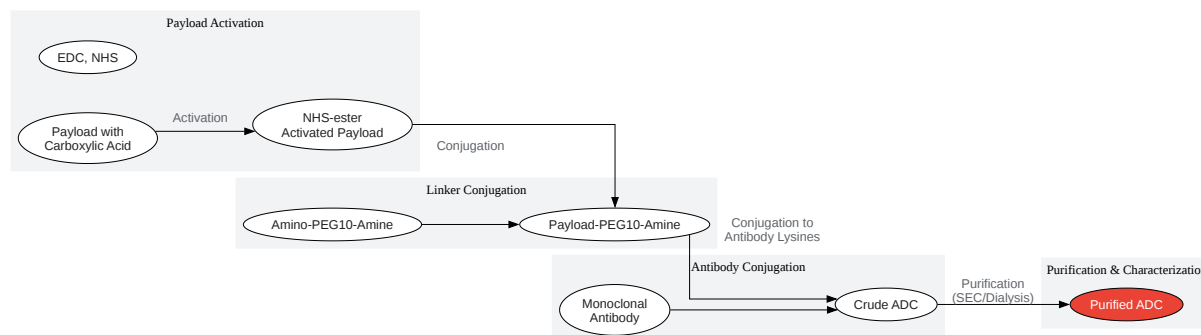 Payload Activation
EDC, NHS
Payload with
Carboxylic Acid
Activation
NHS-ester
Activated Payload
Conjugation
Linker Conjugation
Amino-PEG10-Amine
Payload-PEG10-Amine
Conjugation to
Antibody Lysines
Antibody Conjugation
Monoclonal
Antibody
Crude ADC
Purification
(SEC/Dialysis)
Purification & Characterizatio
Purified ADC